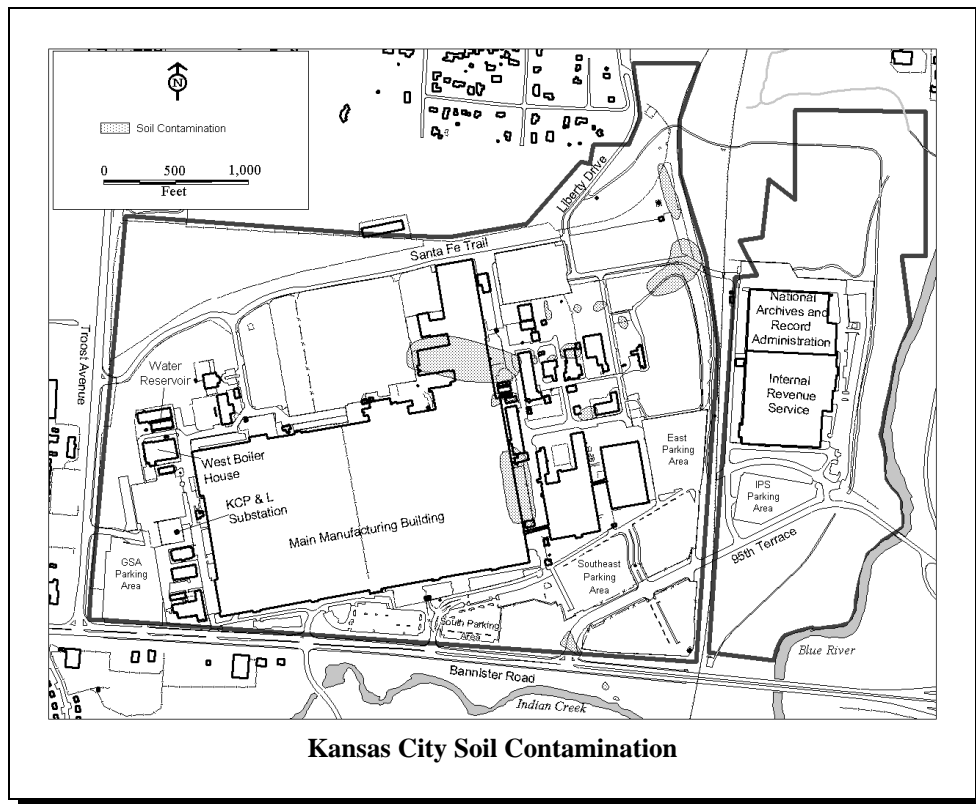 N
Soil Contamination
0 500 1,000
Feet
Liberty Drive
Santa Fe Trail
Troost Avenue
Water
Reservoir
National
Archives and
Record
Administration
Internal
Revenue
Service
West Boiler
House
KCP & L
Substation
Main Manufacturing Building
East
Parking
Area
IPS
Parking
Area
95th Terrace
GSA
Parking
Area
Southeast
Parking
Area
South Parking
Area
Bannister Road
Blue River
Indian Creek
Kansas City Soil Contamination